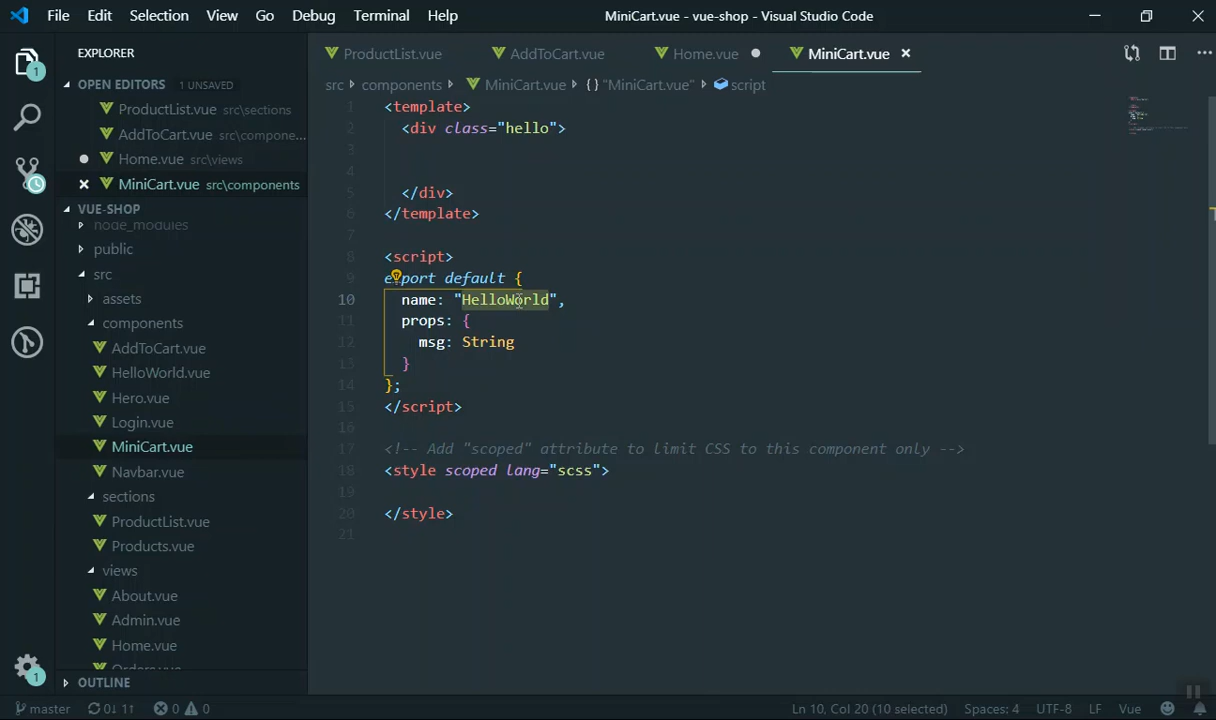 File Edit Selection View Go Debug Terminal Help
MiniCart.vue - vue-shop - Visual Studio Code
EXPLORER
OPEN EDITORS 1 UNSAVED
ProductList.vue src\sections
AddToCart.vue src\compone...
Home.vue src\views
MiniCart.vue src\components
VUE-SHOP
node_modules
public
src
assets
components
AddToCart.vue
HelloWorld.vue
Hero.vue
Login.vue
MiniCart.vue
Navbar.vue
sections
ProductList.vue
Products.vue
views
About.vue
Admin.vue
Home.vue
Orders.vue
OUTLINE
ProductList.vue AddToCart.vue Home.vue MiniCart.vue
src components MiniCart.vue {} "MiniCart.vue" script
1 <template>
2 <div class="hello">
3
4
5 </div>
6 </template>
7
8 <script>
9 export default {
10 name: "HelloWorld",
11 props: {
12 msg: String
13 }
14 };
15 </script>
16
17 <!-- Add "scoped" attribute to limit CSS to this component only -->
18 <style scoped lang="scss">
19
20 </style>
21
1
1
master 0↓ 11↑ 0 0 Ln 10, Col 20 (10 selected) Spaces: 4 UTF-8 LF Vue